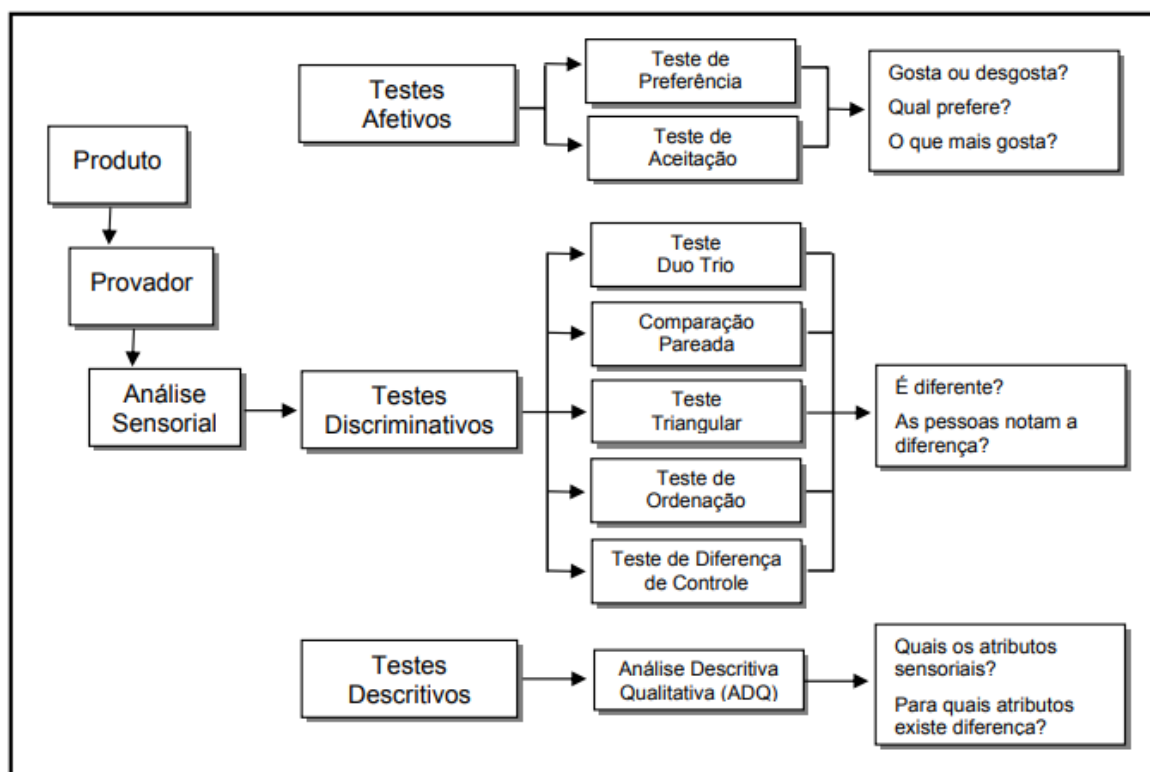 Produto
Provador
Análise
Sensorial
Testes
Afetivos
Teste de
Preferência
Teste de
Aceitação
Gosta ou desgosta?
Qual prefere?
O que mais gosta?
Testes
Discriminativos
Teste
Duo Trio
Comparação
Pareada
Teste
Triangular
Teste de
Ordenação
Teste de Diferença
de Controle
É diferente?
As pessoas notam a
diferença?
Testes
Descritivos
Análise Descritiva
Qualitativa (ADQ)
Quais os atributos
sensoriais?
Para quais atributos
existe diferença?